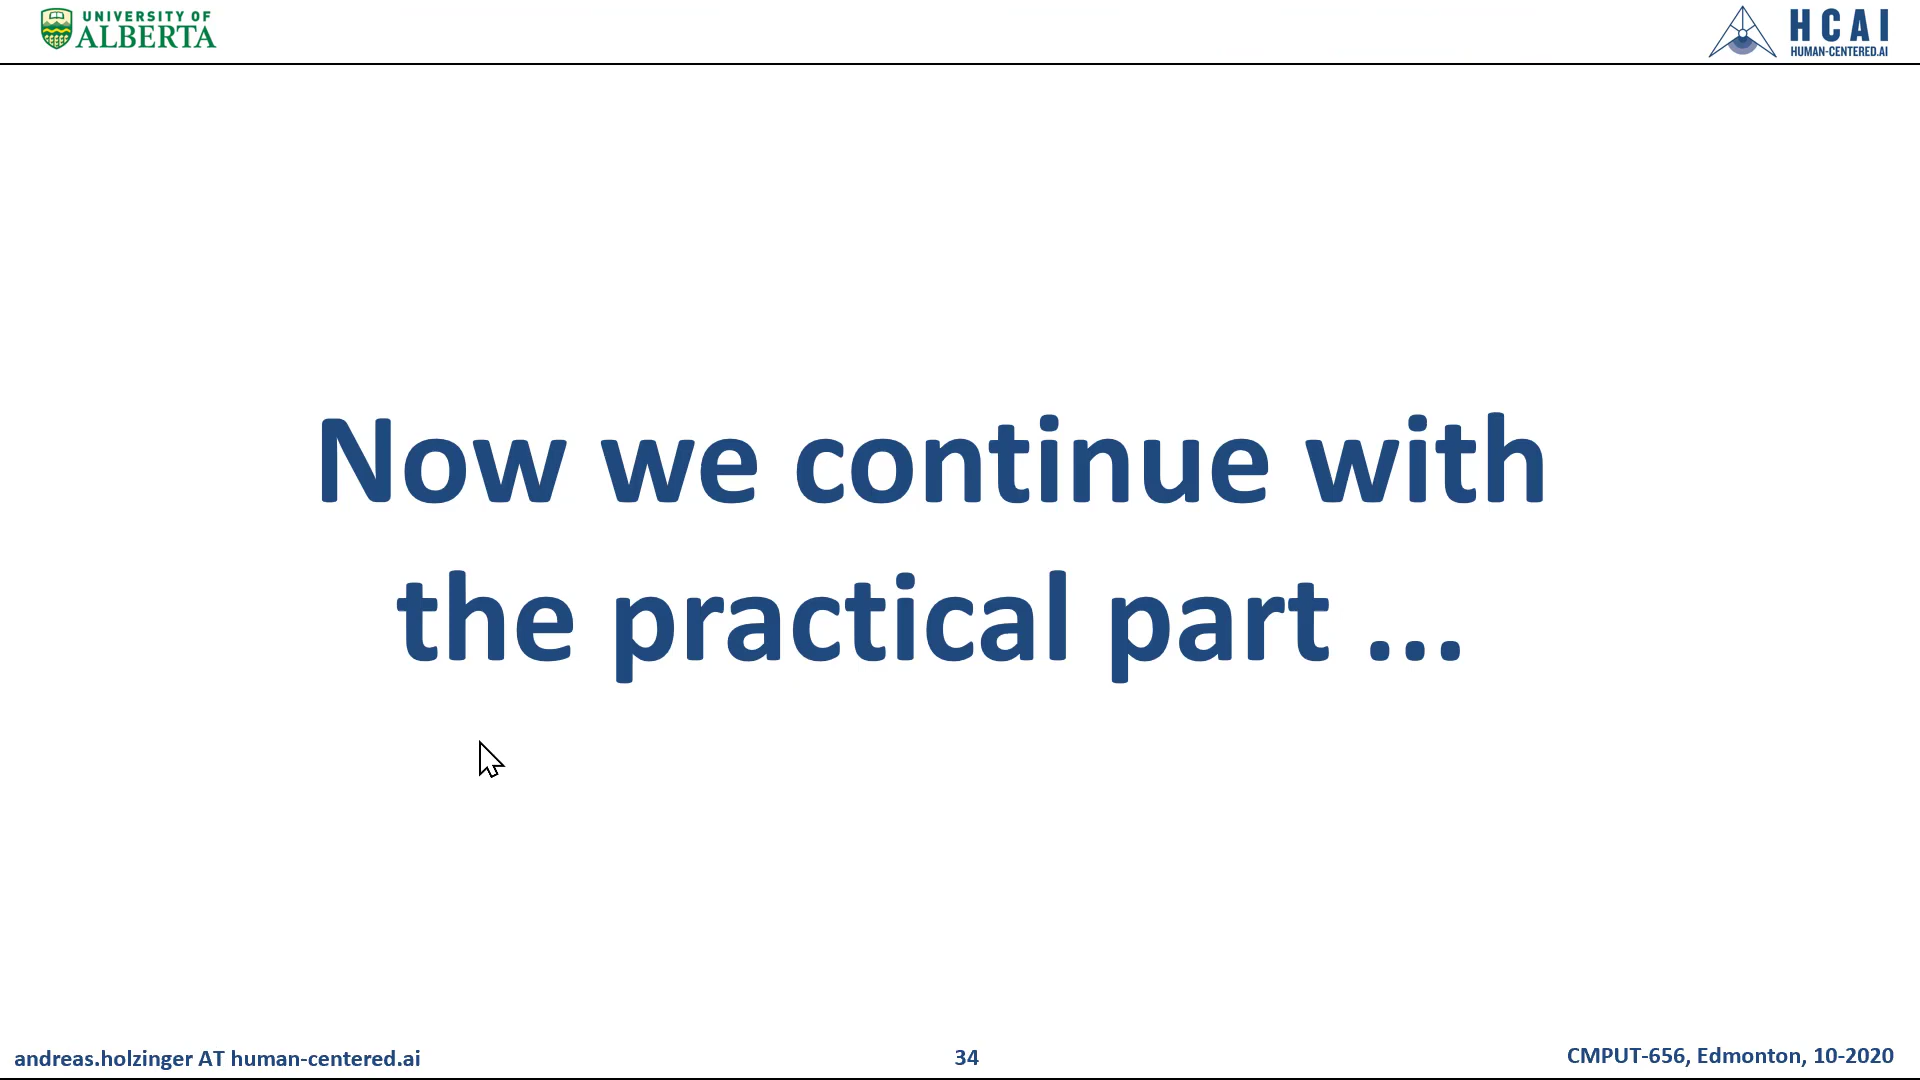 UNIVERSITY OF
ALBERTA
HCAI
HUMAN-CENTERED.AI
Now we continue with
the practical part ...
andreas.holzinger AT human-centered.ai
34
CMPUT-656, Edmonton, 10-2020